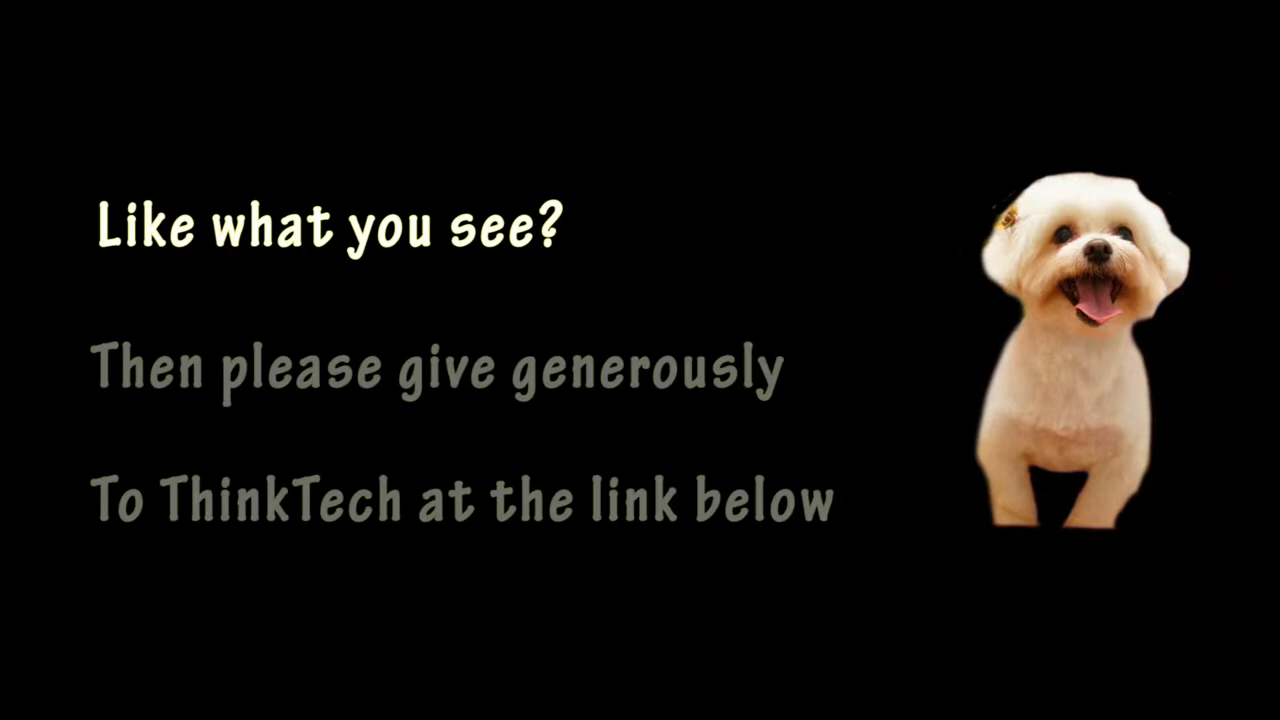 Like what you see?
Then please give generously
To ThinkTech at the link below